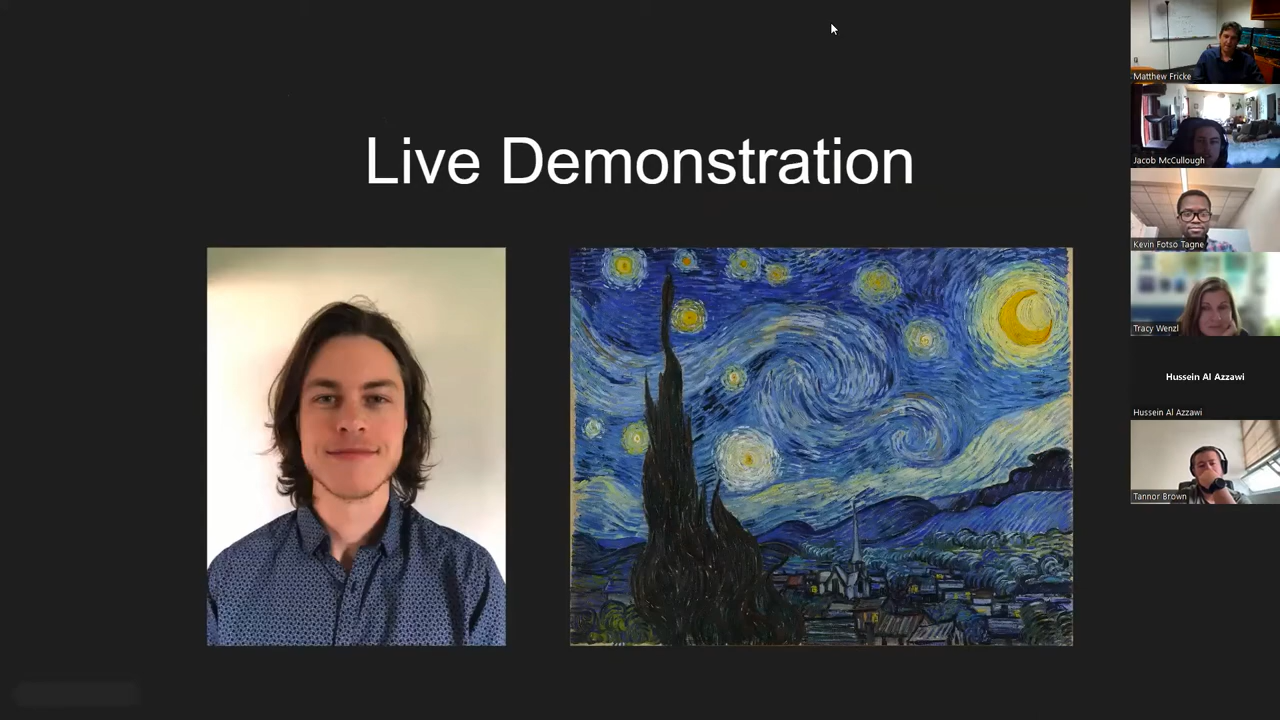 Live Demonstration
Matthew Fricke
Jacob McCullough
Kevin Fotso Tagne
Tracy Wenzl
Hussein Al Azzawi
Hussein Al Azzawi
Tannor Brown